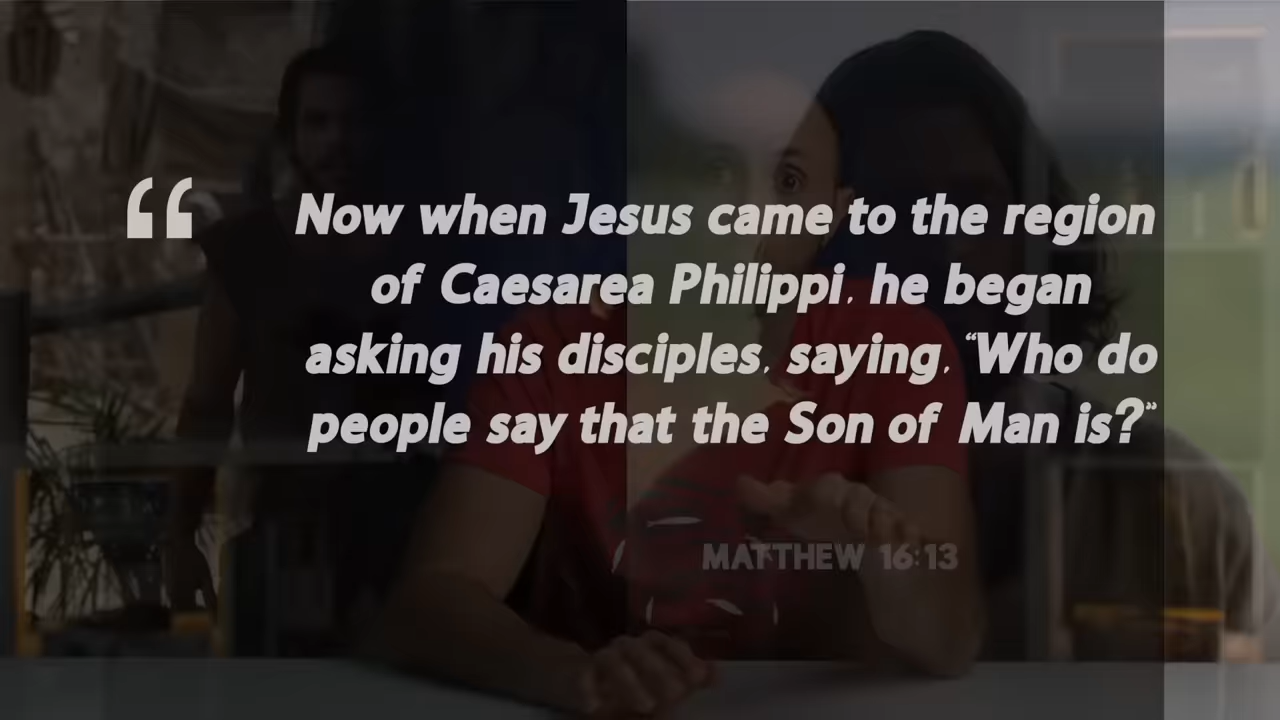 “
Now when Jesus came to the region
of Caesarea Philippi, he began
asking his disciples, saying, “Who do
people say that the Son of Man is?”
MATTHEW 16:13